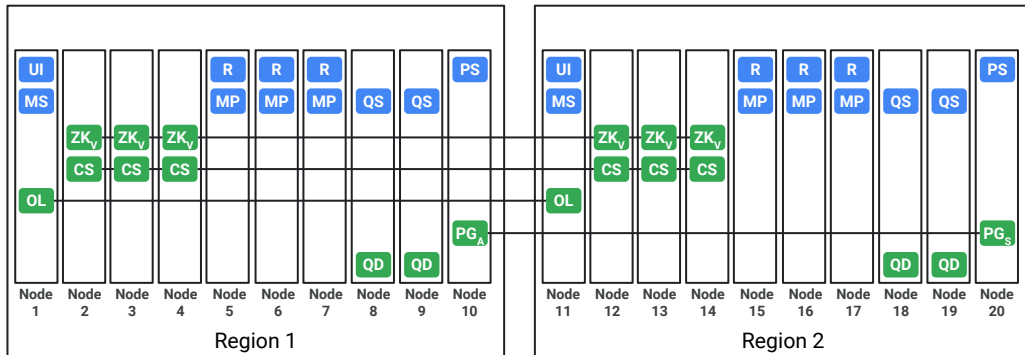 UI R R R PS UI R R R PS
MS MP MP MP QS QS MS MP MP MP QS QS
ZKV ZKV ZKV ZKV ZKV ZKV
CS CS CS CS CS CS
OL OL
PGA PGS
QD QD QD QD
Node Node Node Node Node Node Node Node Node Node Node Node Node Node Node Node Node Node Node Node
1 2 3 4 5 6 7 8 9 10 11 12 13 14 15 16 17 18 19 20
Region 1 Region 2